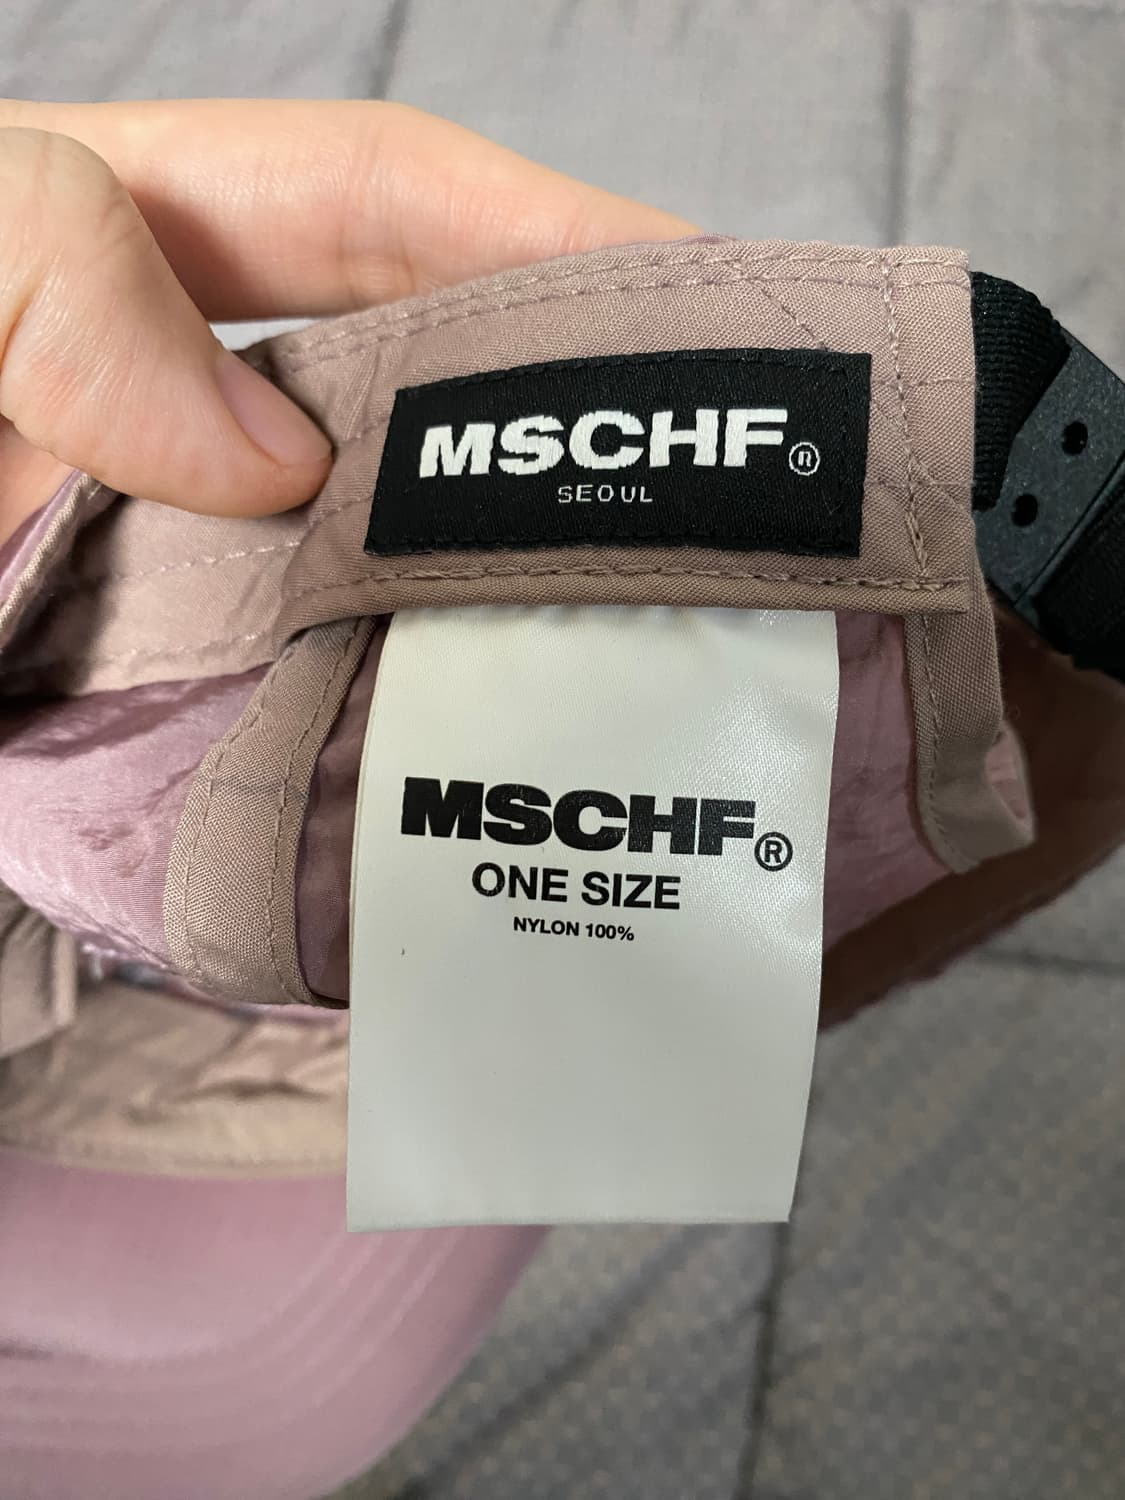 MSCHF®
SEOUL
MSCHF®
ONE SIZE
NYLON 100%